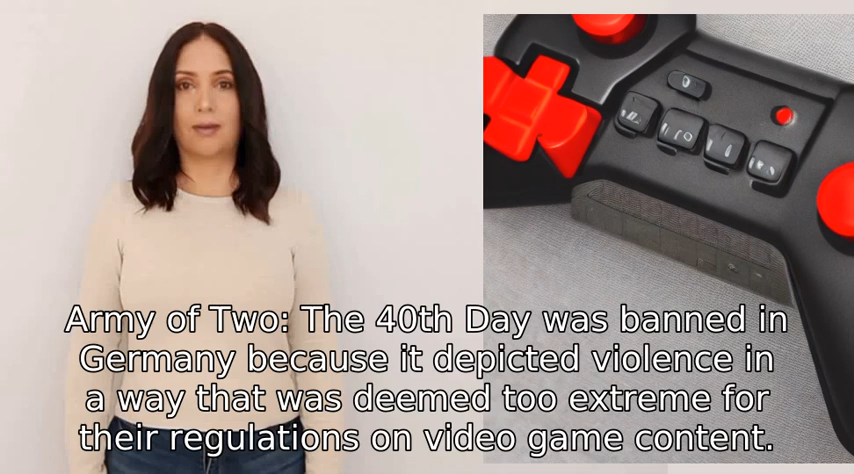 Army of Two: The 40th Day was banned in
Germany because it depicted violence in
a way that was deemed too extreme for
their regulations on video game content.